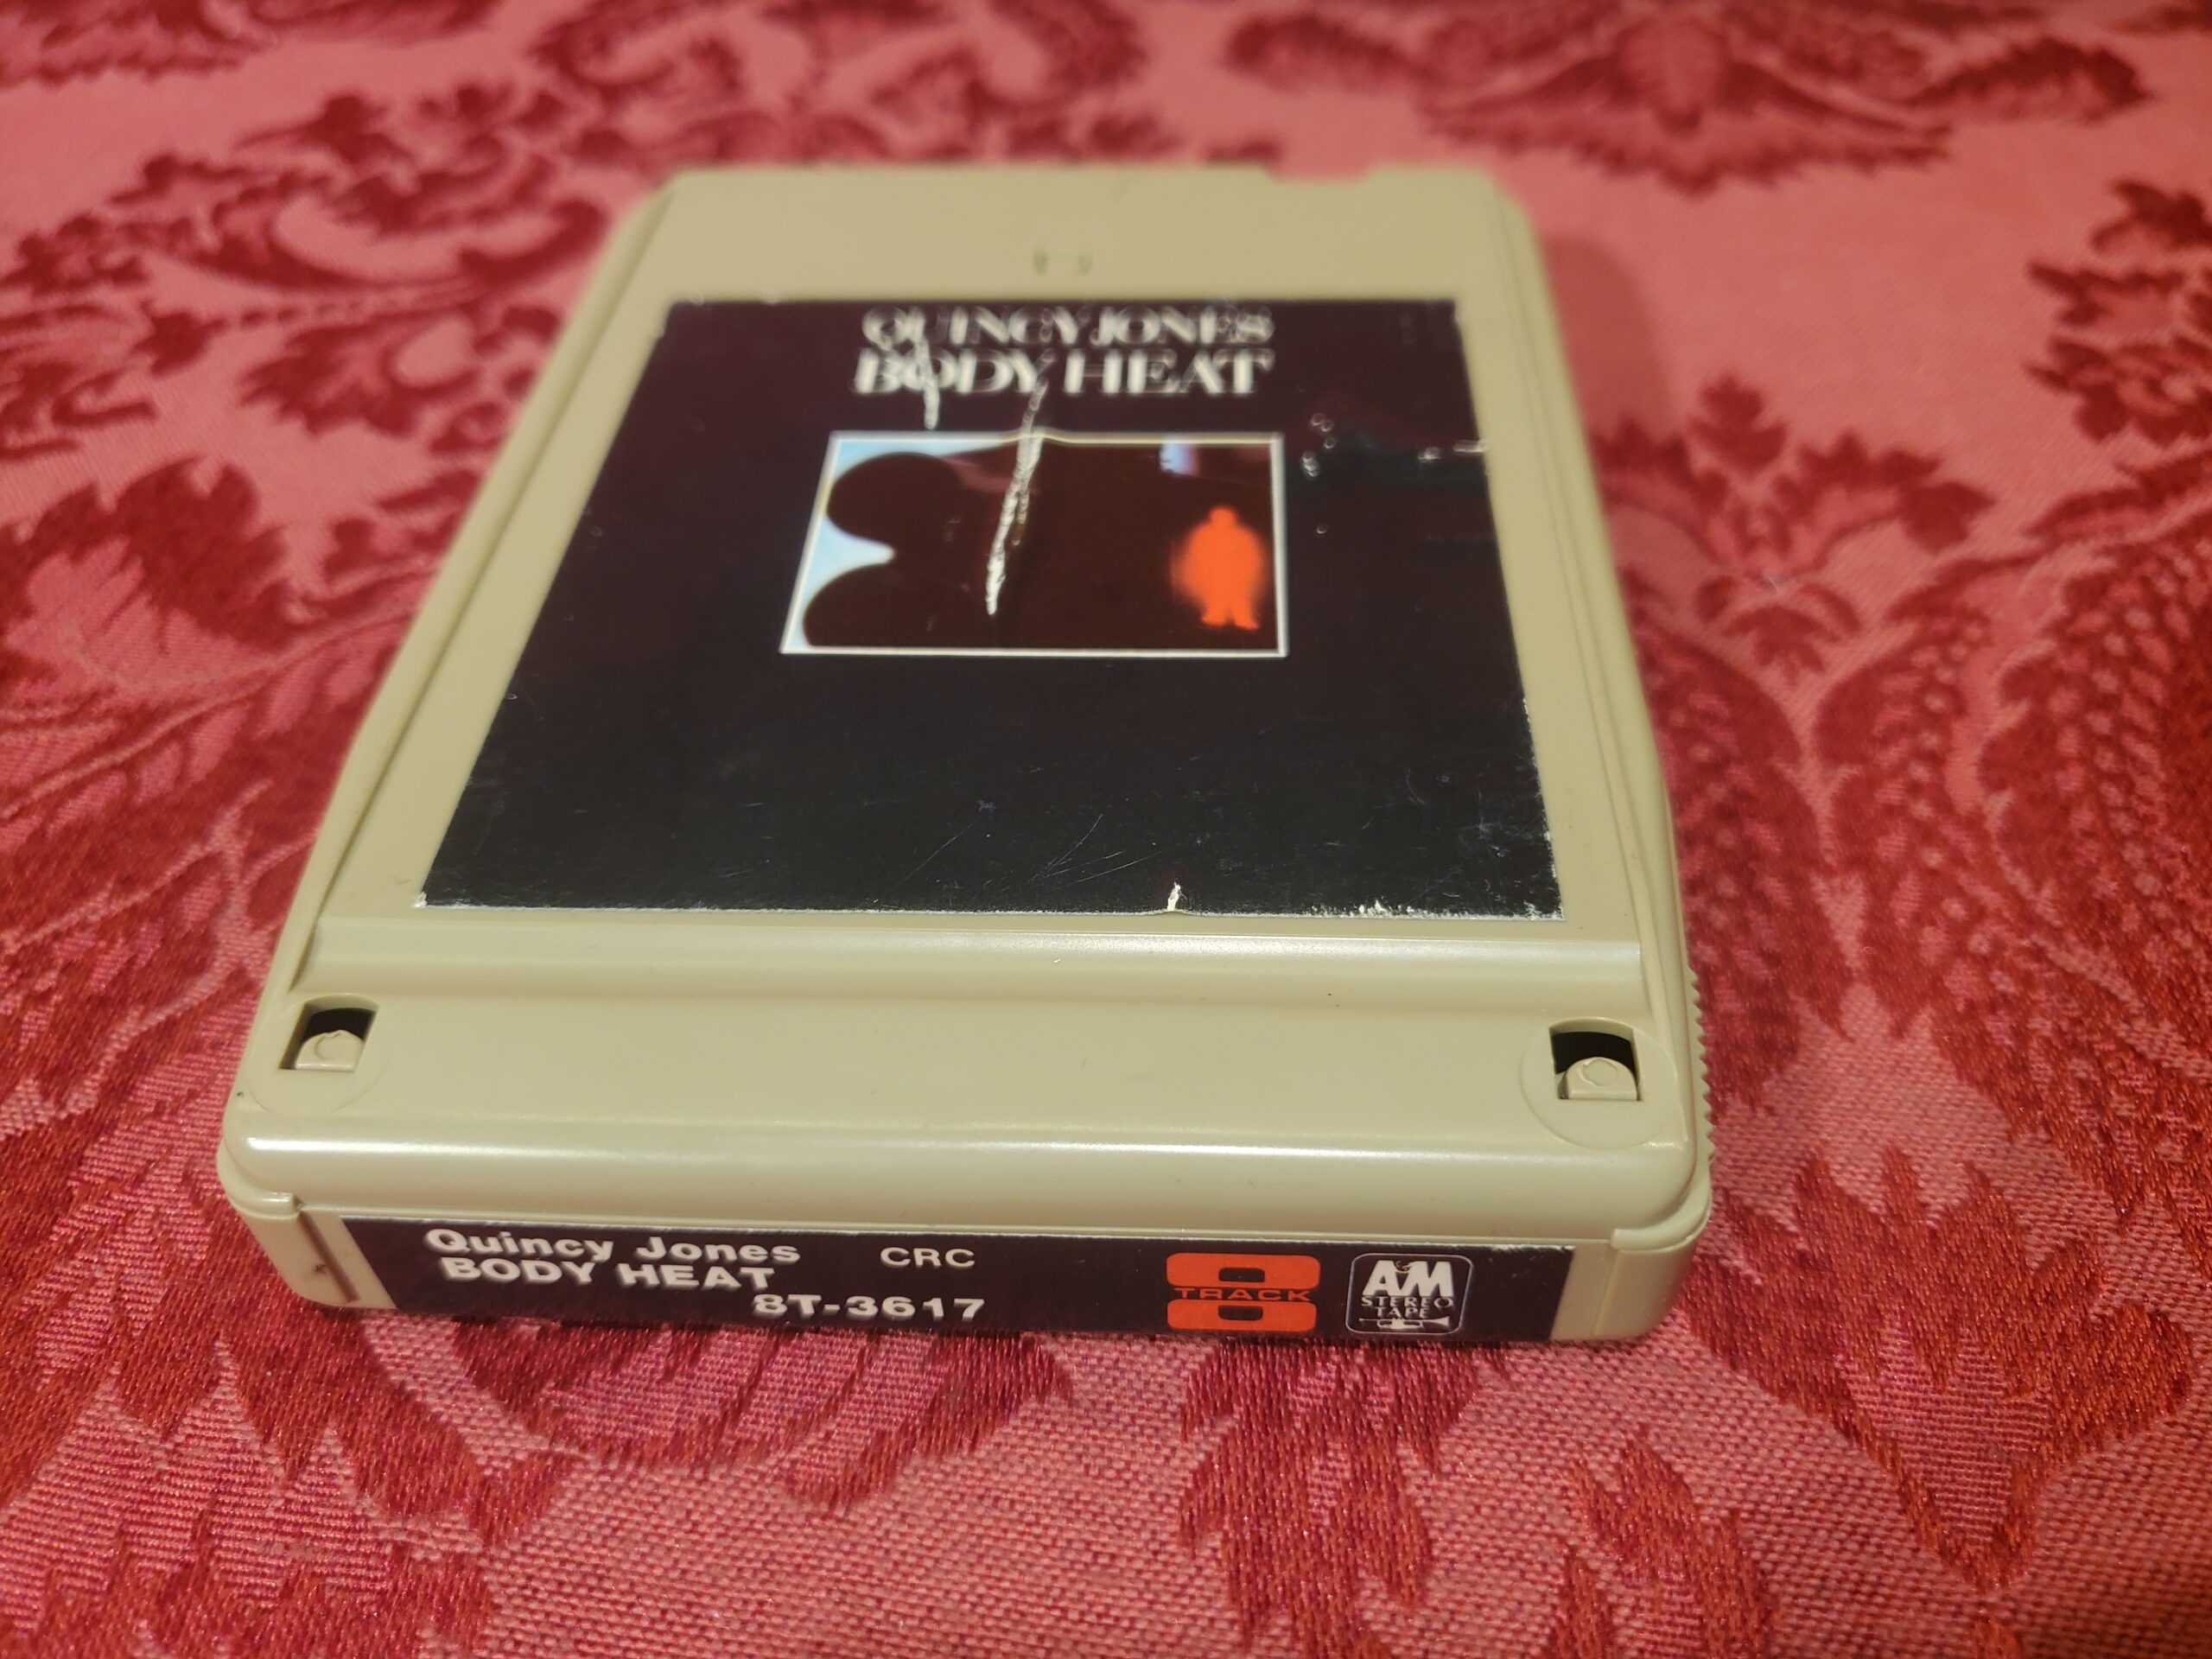 QUINCY JONES
BODY HEAT
Quincy Jones CRC
BODY HEAT
8T-3617
8
TRACK
A&M
STEREO
TAPE